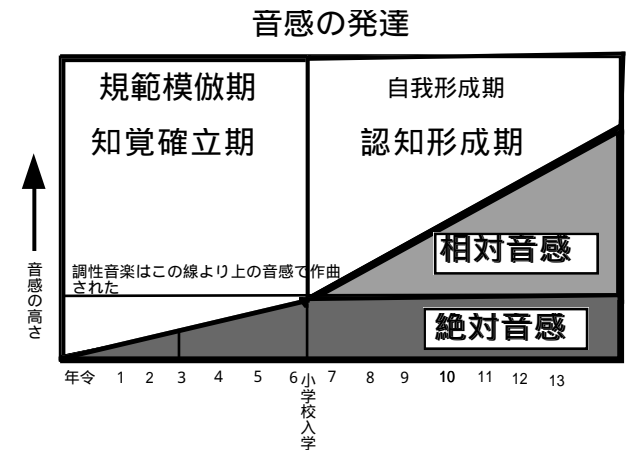 音感の発達
規範模倣期
自我形成期
知覚確立期
認知形成期
相対音感
調性音楽はこの線より上の音感で作曲
された
音感の高さ
絶対音感
年令 1 2 3 4 5 6 小学校入学 7 8 9 10 11 12 13